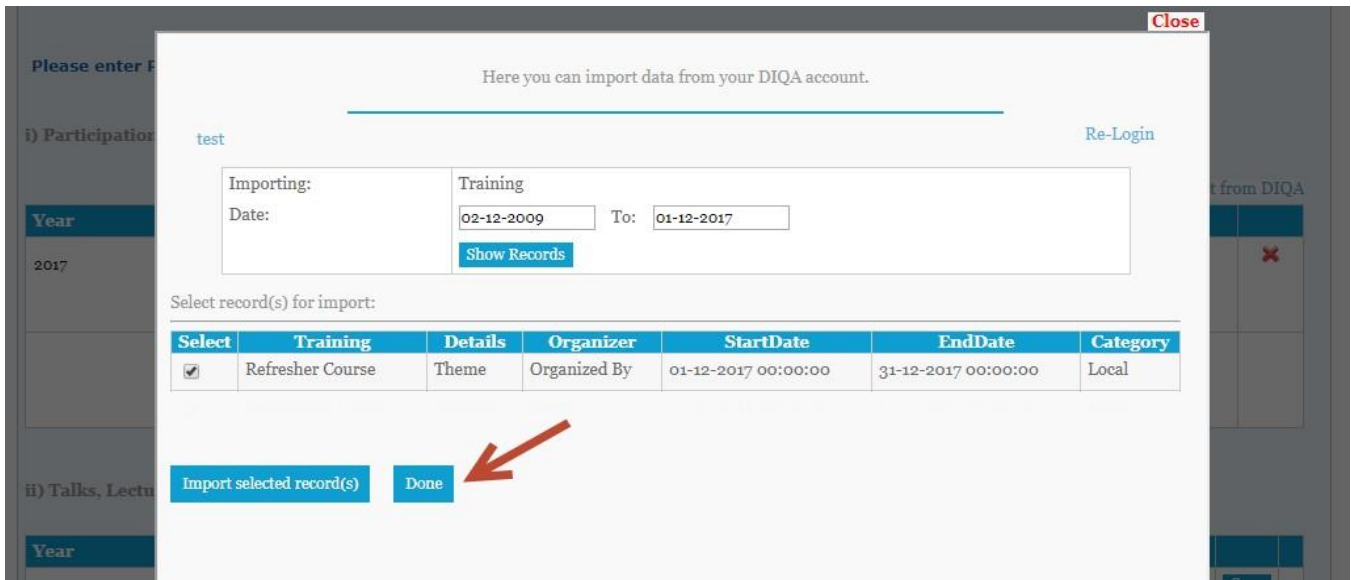 Close
Please enter
Here you can import data from your DIQA account.
i) Participation
test
Re-Login
Importing: Training
from DIQA
Date: 02-12-2009 To: 01-12-2017
Year
Show Records
2017
Select record(s) for import:
Select Training Details Organizer StartDate EndDate Category
Refresher Course Theme Organized By 01-12-2017 00:00:00 31-12-2017 00:00:00 Local
Import selected record(s) Done
ii) Talks, Lectu
Year